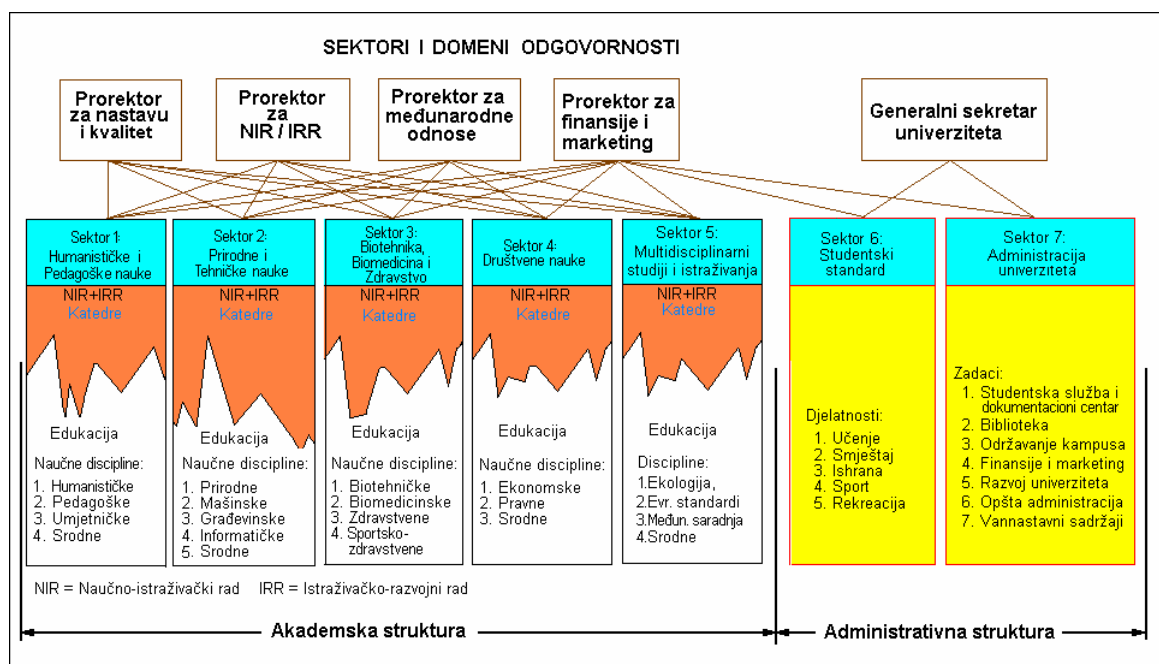 SEKTORI I DOMENI ODGOVORNOSTI
Prorektor
za nastavu
i kvalitet
Prorektor
za
NIR / IRR
Prorektor za
međunarodne
odnose
Prorektor za
finansije i
marketing
Generalni sekretar
univerziteta
Sektor 1:
Humanističke i
Pedagoške nauke
NIR+IRR
Katedre
Edukacija
Naučne discipline:
1. Humanističke
2. Pedagoške
3. Umjetničke
4. Srodne
Sektor 2:
Prirodne i
Tehničke nauke
NIR+IRR
Katedre
Edukacija
Naučne discipline:
1. Prirodne
2. Mašinske
3. Građevinske
4. Informatičke
5. Srodne
Sektor 3:
Biotehnika,
Biomedicina i
Zdravstvo
NIR+IRR
Katedre
Edukacija
Naučne discipline:
1. Biotehničke
2. Biomedicinske
3. Zdravstvene
4. Sportsko-
zdravstvene
Sektor 4:
Društvene nauke
NIR+IRR
Katedre
Edukacija
Naučne discipline:
1. Ekonomske
2. Pravne
3. Srodne
Sektor 5:
Multidisciplinarni
studiji i istraživanja
NIR+IRR
Katedre
Edukacija
Discipline:
1.Ekologija,
2.Evr. standardi
3.Međun. saradnja
4.Srodne
Sektor 6:
Studentski
standard
Djelatnosti:
1. Učenje
2. Smještaj
3. Ishrana
4. Sport
5. Rekreacija
Sektor 7:
Administracija
univerziteta
Zadaci:
1. Studentska služba i
dokumentacioni centar
2. Biblioteka
3. Održavanje kampusa
4. Finansije i marketing
5. Razvoj univerziteta
6. Opšta administracija
7. Vannastavni sadržaji
NIR = Naučno-istraživački rad IRR = Istraživačko-razvojni rad
Akademska struktura
Administrativna struktura